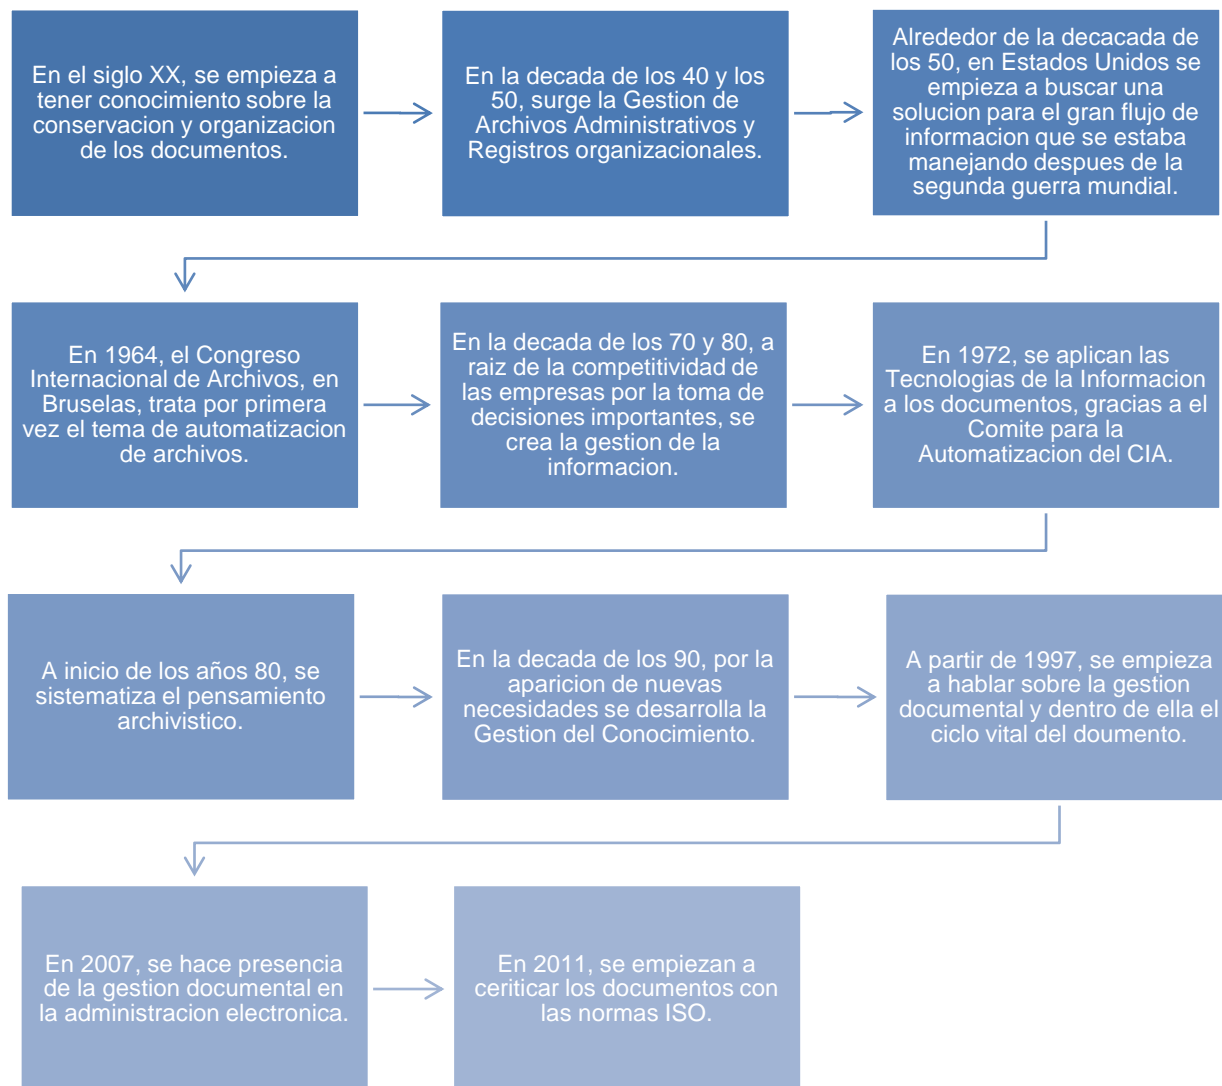 En el siglo XX, se empieza a
tener conocimiento sobre la
conservacion y organizacion
de los documentos.
En la decada de los 40 y los
50, surge la Gestion de
Archivos Administrativos y
Registros organizacionales.
Alrededor de la decacada de
los 50, en Estados Unidos se
empieza a buscar una
solucion para el gran flujo de
informacion que se estaba
manejando despues de la
segunda guerra mundial.
En 1964, el Congreso
Internacional de Archivos, en
Bruselas, trata por primera
vez el tema de automatizacion
de archivos.
En la decada de los 70 y 80, a
raiz de la competitividad de
las empresas por la toma de
decisiones importantes, se
crea la gestion de la
informacion.
En 1972, se aplican las
Tecnologias de la Informacion
a los documentos, gracias a el
Comite para la
Automatizacion del CIA.
A inicio de los años 80, se
sistematiza el pensamiento
archivistico.
En la decada de los 90, por la
aparicion de nuevas
necesidades se desarrolla la
Gestion del Conocimiento.
A partir de 1997, se empieza
a hablar sobre la gestion
documental y dentro de ella el
ciclo vital del doumento.
En 2007, se hace presencia
de la gestion documental en
la administracion electronica.
En 2011, se empiezan a
ceriticar los documentos con
las normas ISO.